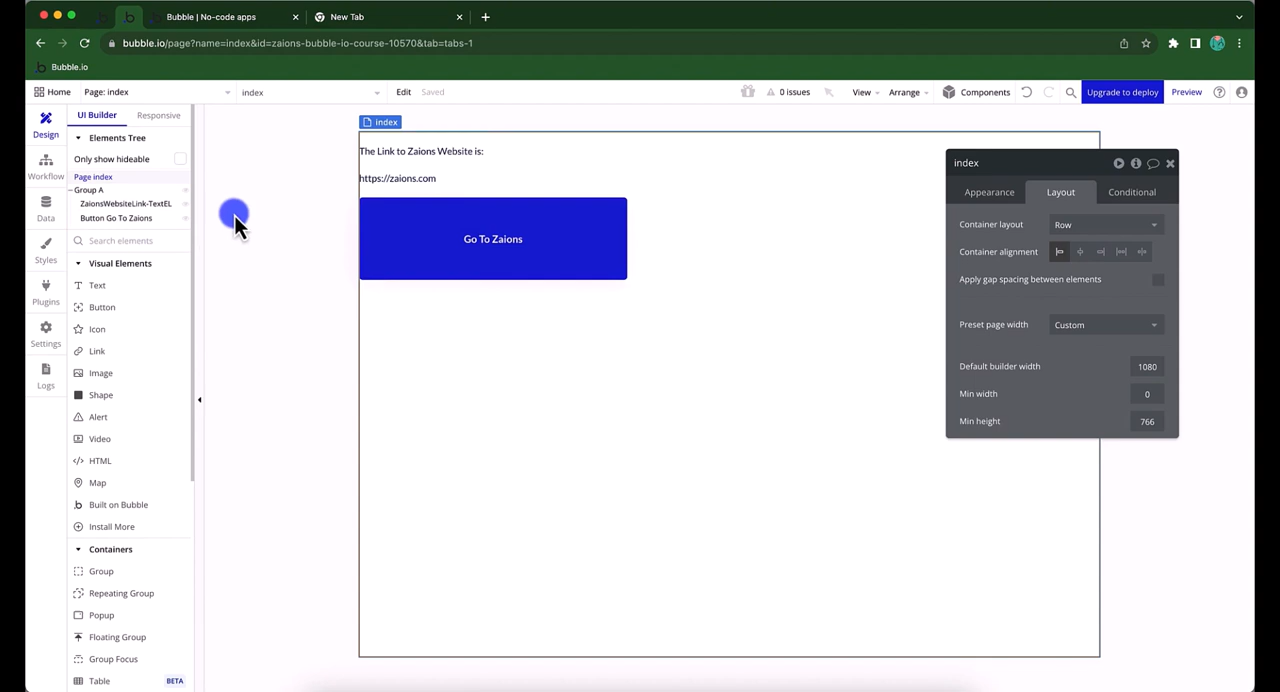 Bubble | No-code apps
New Tab
bubble.io/page?name=index&id=zaions-bubble-io-course-10570&tab=tabs-1
Bubble.io
Home
Page: index
index
Edit
Saved
0 issues
View
Arrange
Components
Upgrade to deploy
Preview
Design
Workflow
Data
Styles
Plugins
Settings
Logs
UI Builder
Responsive
Elements Tree
Only show hideable
Page index
Group A
ZaionsWebsiteLink-TextEL
Button Go To Zaions
Search elements
Visual Elements
Text
Button
Icon
Link
Image
Shape
Alert
Video
HTML
Map
Built on Bubble
Install More
Containers
Group
Repeating Group
Popup
Floating Group
Group Focus
Table
BETA
index
The Link to Zaions Website is:
https://zaions.com
Go To Zaions
index
Appearance
Layout
Conditional
Container layout
Row
Container alignment
Apply gap spacing between elements
Preset page width
Custom
Default builder width
1080
Min width
0
Min height
766